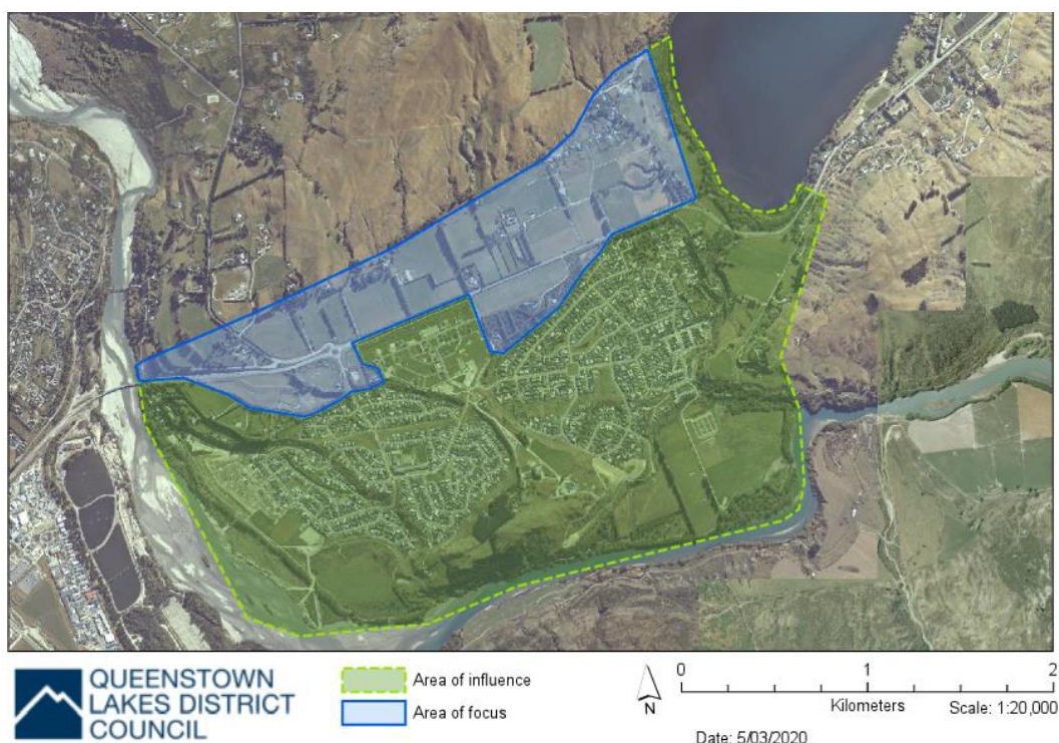 QUEENSTOWN
LAKES DISTRICT
COUNCIL
Area of influence
Area of focus
N
0 1 2
Kilometers Scale: 1:20,000
Date: 5/03/2020